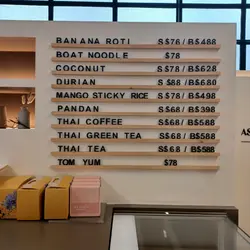 BANANA ROTI S$78/B$488
BOAT NOODLE $78
COCONUT S$78/B$628
DURIAN S$88/B$680
MANGO STICKY RICE S$78/B$498
PANDAN S$68/B$398
THAI COFFEE S$68/B$588
THAI GREEN TEA S$68/B$588
THAI TEA S$68/B$588
TOM YUM $78